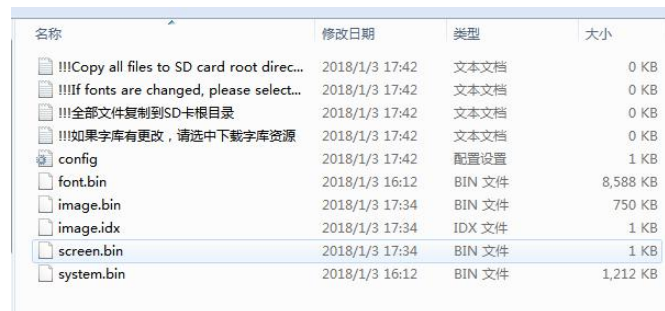 名称 修改日期 类型 大小
!!!Copy all files to SD card root direc... 2018/1/3 17:42 文本文档 0 KB
!!!If fonts are changed, please select... 2018/1/3 17:42 文本文档 0 KB
!!!全部文件复制到SD卡根目录 2018/1/3 17:42 文本文档 0 KB
!!!如果字库有更改，请选中下载字库资源 2018/1/3 17:42 文本文档 0 KB
config 2018/1/3 17:42 配置设置 1 KB
font.bin 2018/1/3 16:12 BIN 文件 8,588 KB
image.bin 2018/1/3 17:34 BIN 文件 750 KB
image.idx 2018/1/3 17:34 IDX 文件 1 KB
screen.bin 2018/1/3 17:34 BIN 文件 1 KB
system.bin 2018/1/3 16:12 BIN 文件 1,212 KB